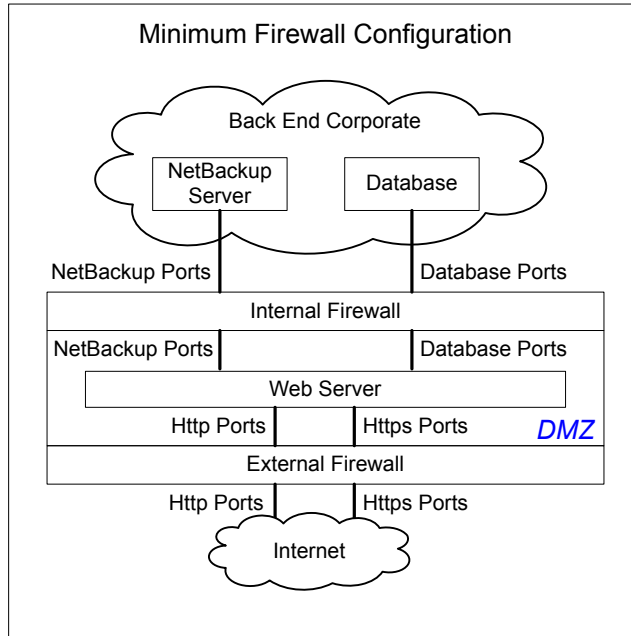 Minimum Firewall Configuration
Back End Corporate
NetBackup
Server
Database
NetBackup Ports
Database Ports
Internal Firewall
NetBackup Ports
Database Ports
Web Server
Http Ports
Https Ports
DMZ
External Firewall
Http Ports
Https Ports
Internet